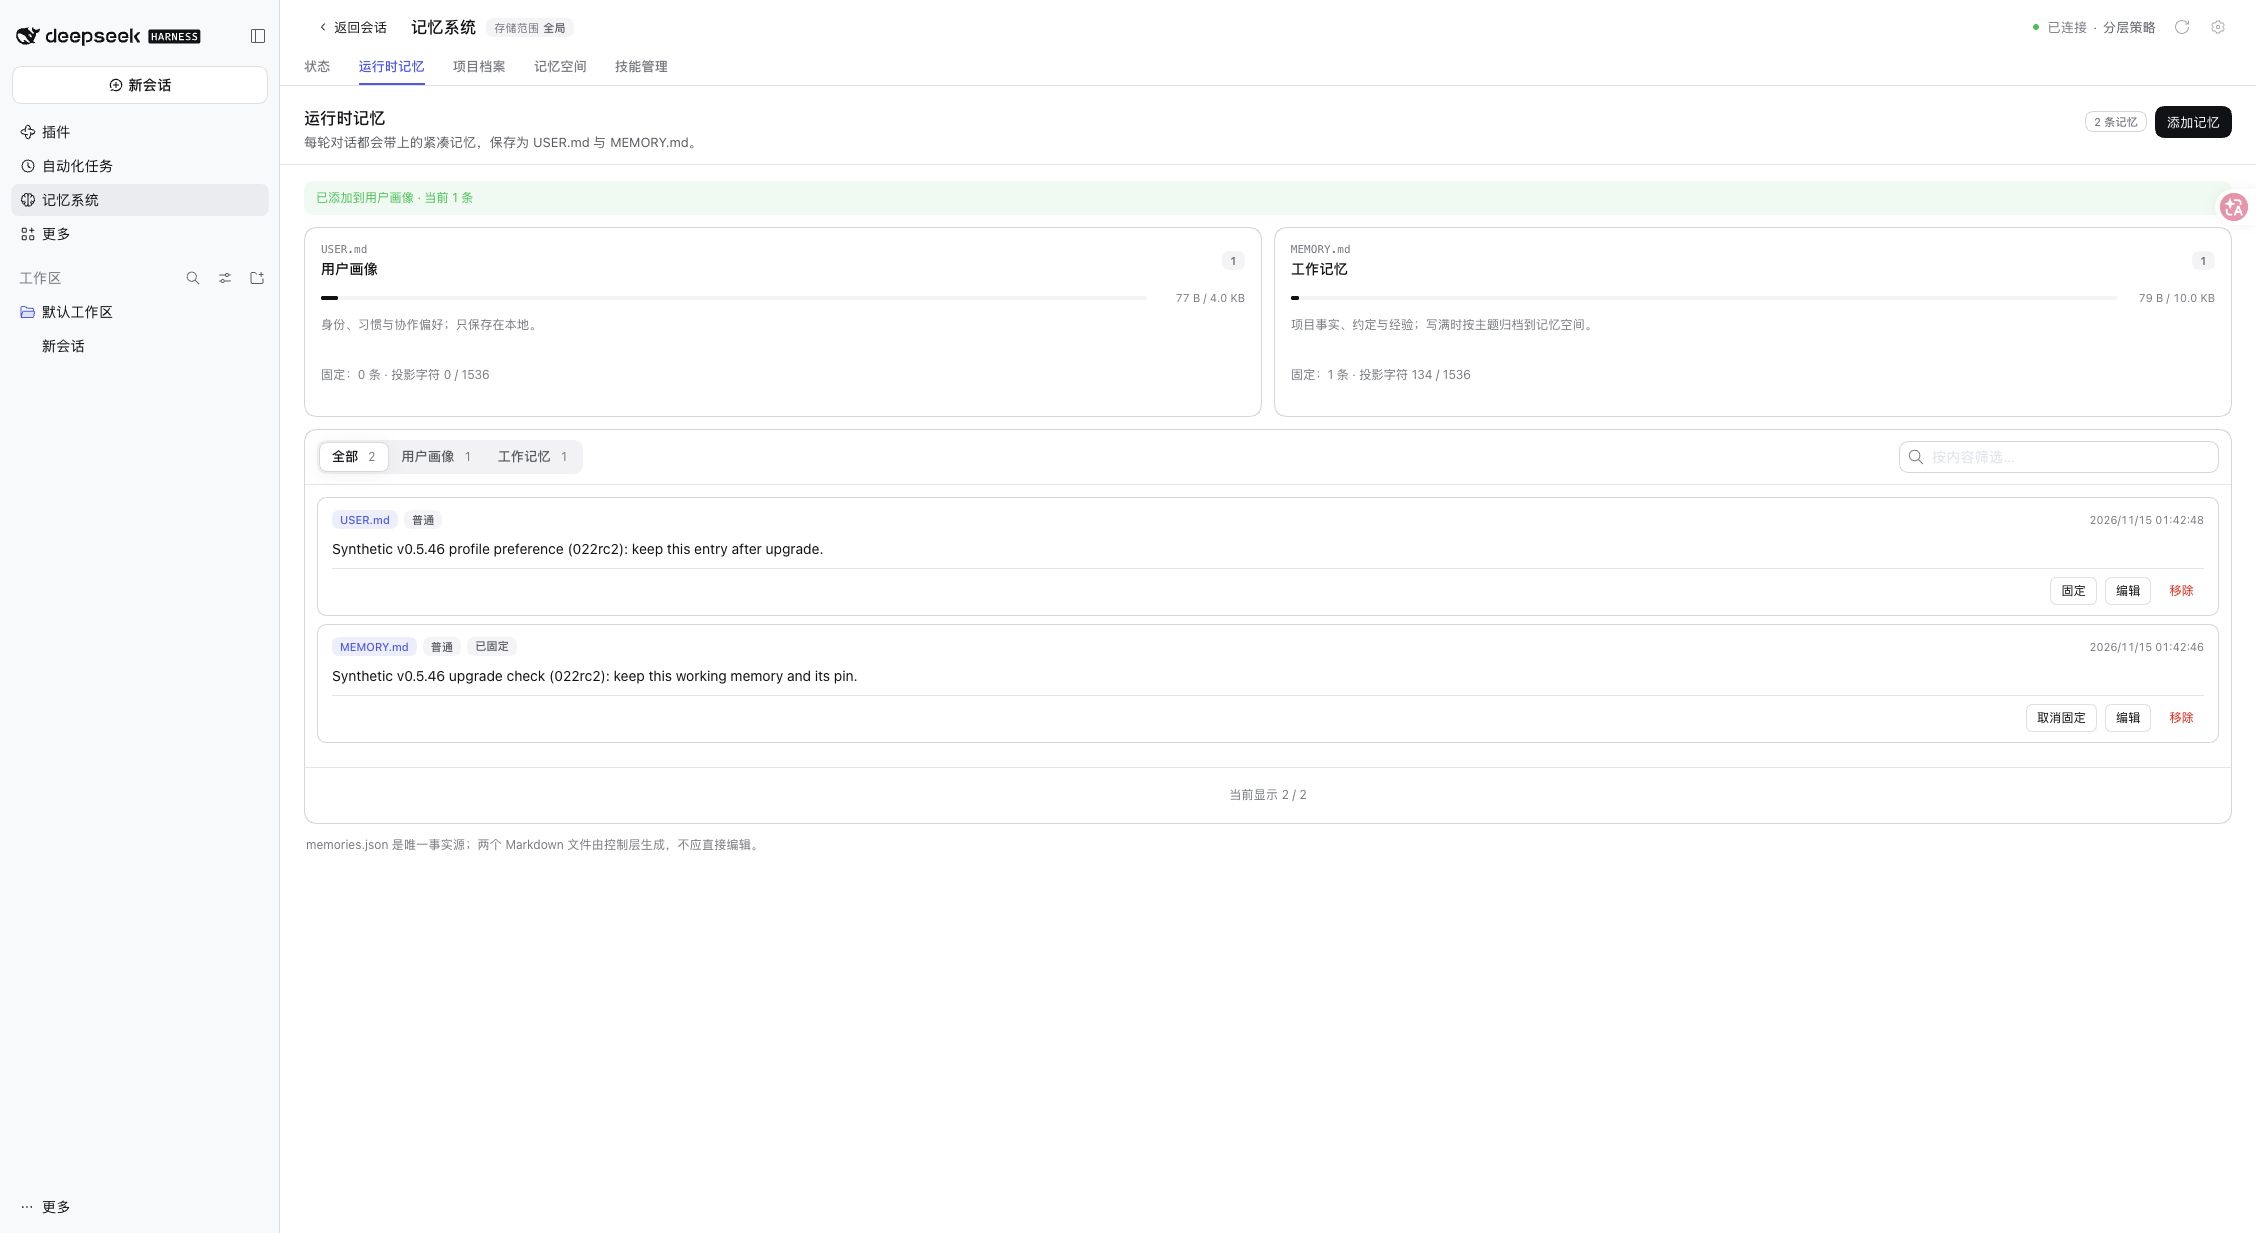 deepseek HARNESS
新会话
插件
自动化任务
记忆系统
更多
工作区
默认工作区
新会话
更多
返回会话
记忆系统
存储范围 全局
已连接 · 分层策略
状态
运行时记忆
项目档案
记忆空间
技能管理
运行时记忆
每轮对话都会带上的紧凑记忆，保存为 USER.md 与 MEMORY.md。
2 条记忆
添加记忆
已添加到用户画像 · 当前 1 条
USER.md
用户画像
1
77 B / 4.0 KB
身份、习惯与协作偏好；只保存在本地。
固定：0 条 · 投影字符 0 / 1536
MEMORY.md
工作记忆
1
79 B / 10.0 KB
项目事实、约定与经验；写满时按主题归档到记忆空间。
固定：1 条 · 投影字符 134 / 1536
全部 2
用户画像 1
工作记忆 1
按内容筛选...
USER.md 普通
2026/11/15 01:42:48
Synthetic v0.5.46 profile preference (022rc2): keep this entry after upgrade.
固定 编辑 移除
MEMORY.md 普通 已固定
2026/11/15 01:42:46
Synthetic v0.5.46 upgrade check (022rc2): keep this working memory and its pin.
取消固定 编辑 移除
当前显示 2 / 2
memories.json 是唯一事实源；两个 Markdown 文件由控制层生成，不应直接编辑。